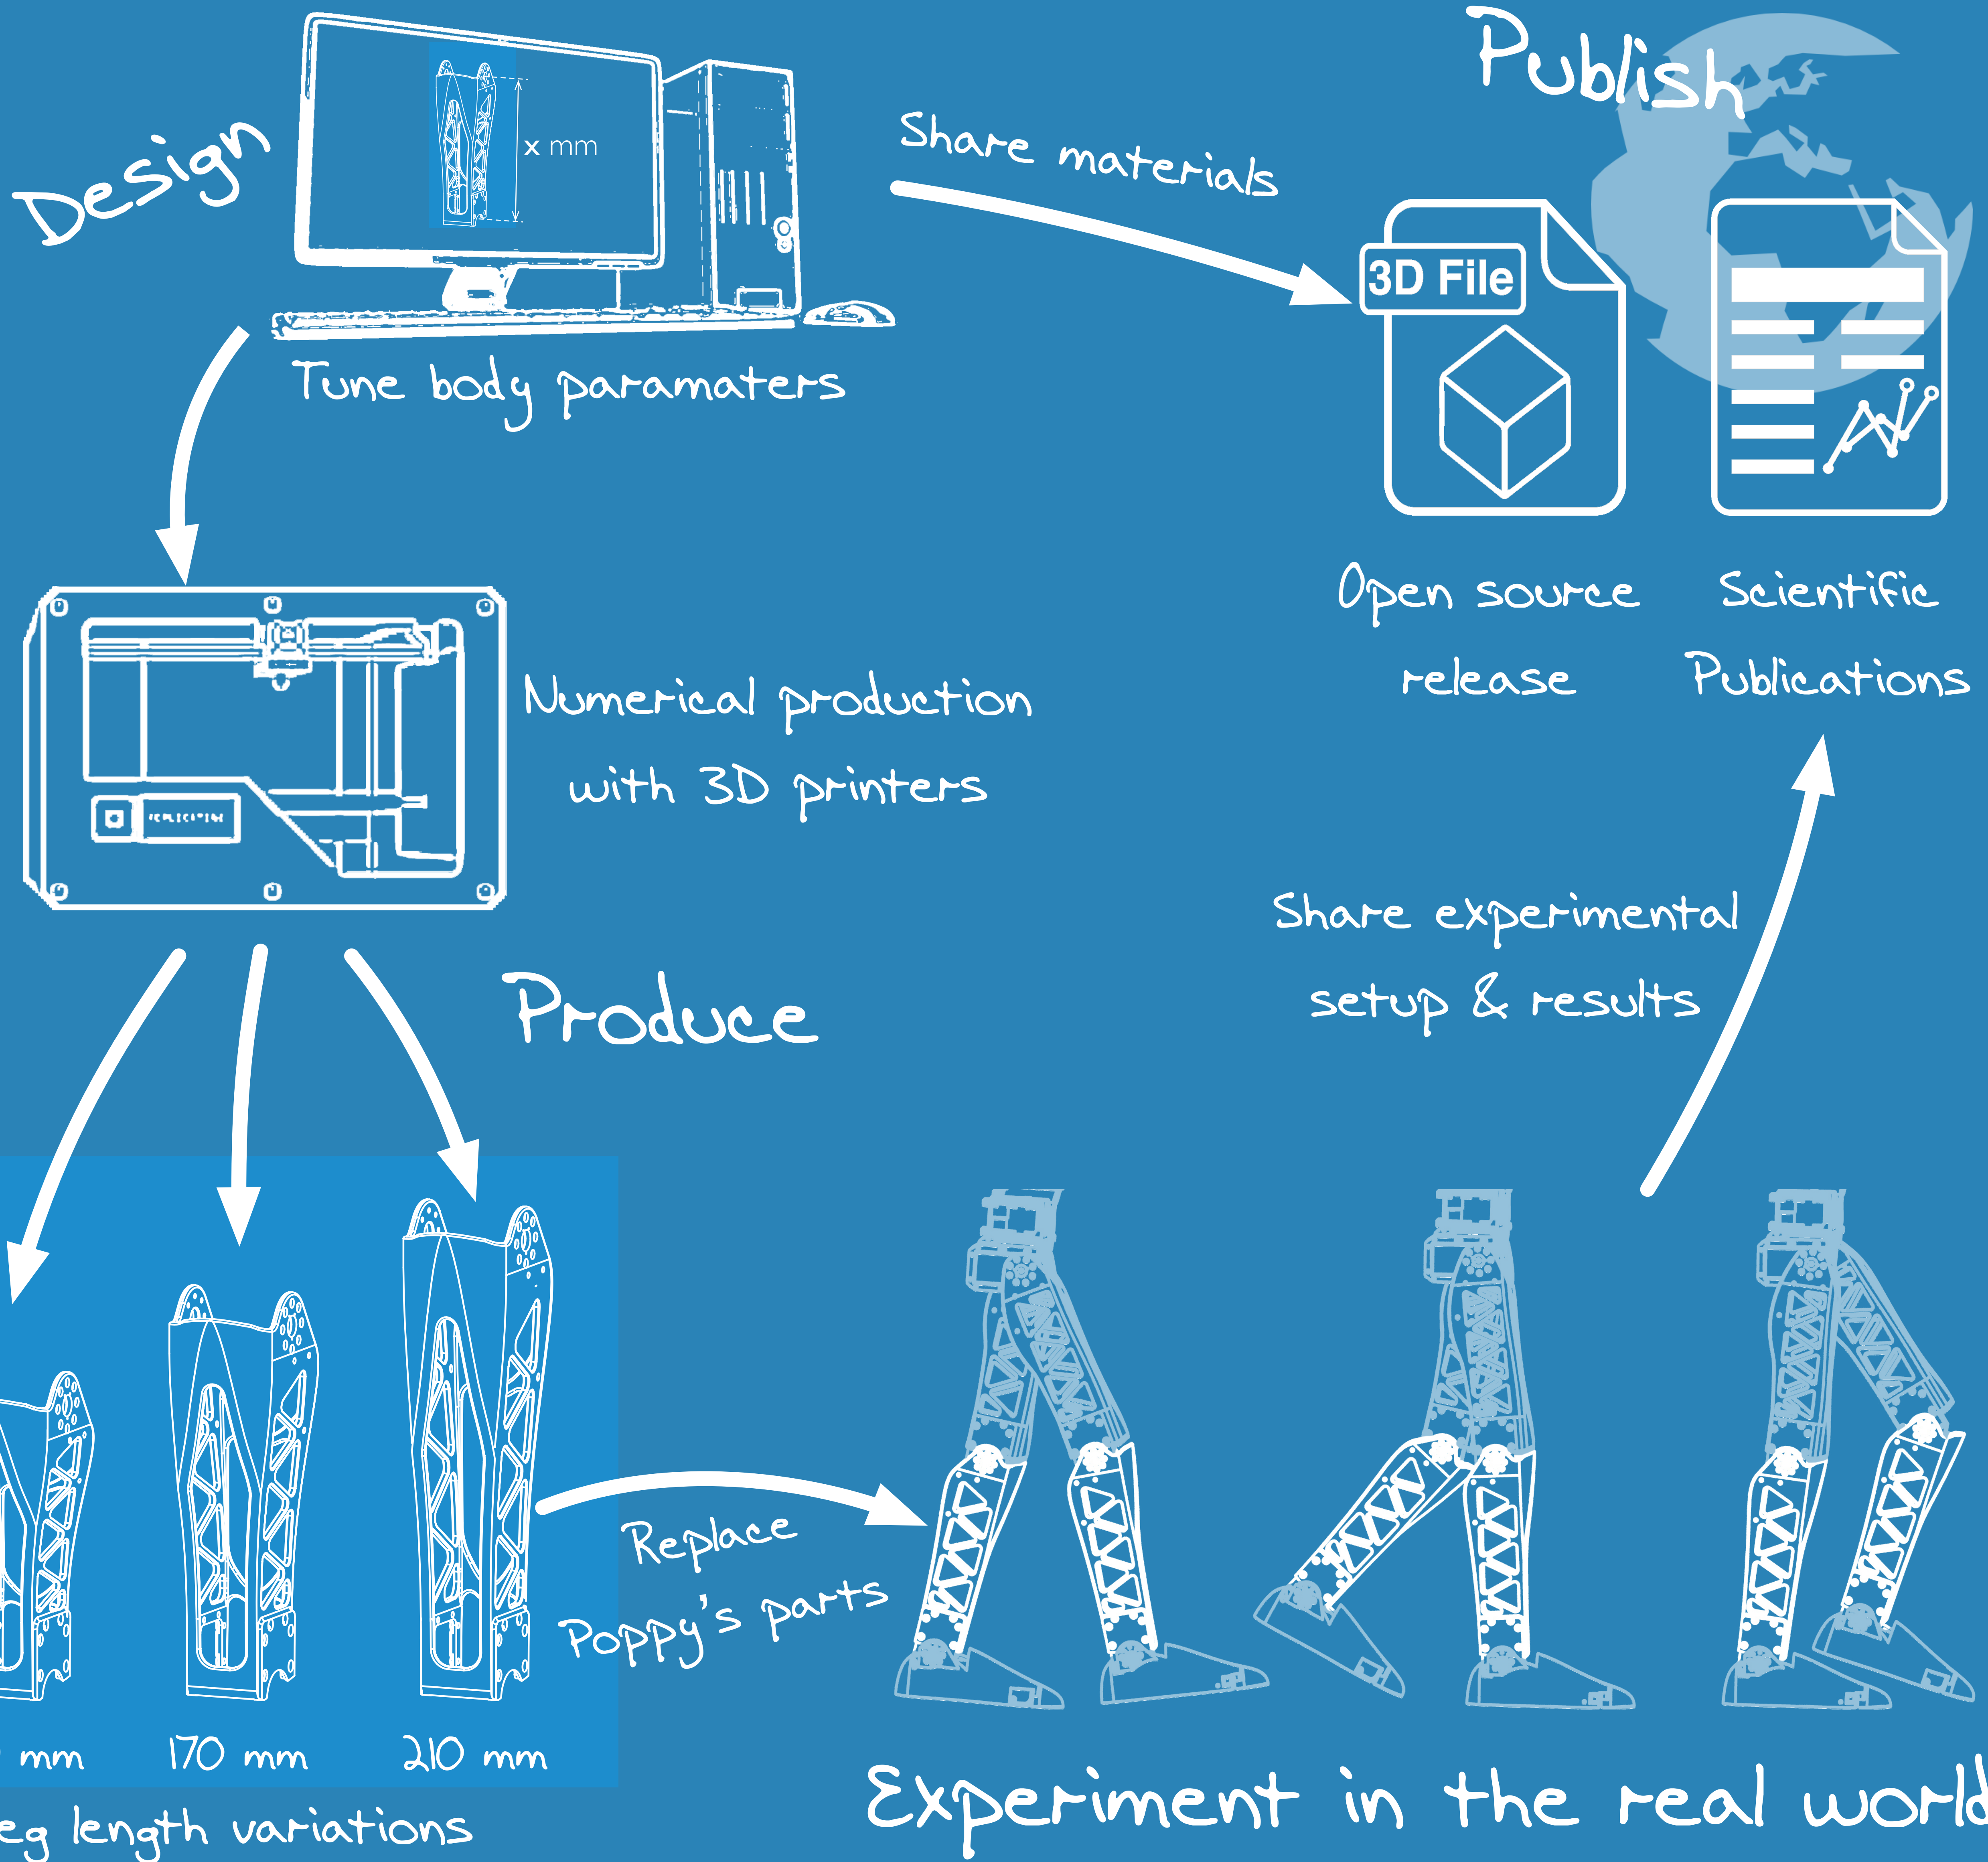 Design
x mm
Tune body paramaters
Share materials
Publish
3D File
Open source
release
Scientific
Publications
Numerical production
with 3D printers
Produce
Share experimental
setup & results
Replace
Poppy's parts
mm
170 mm
210 mm
length variations
Experiment in the real world